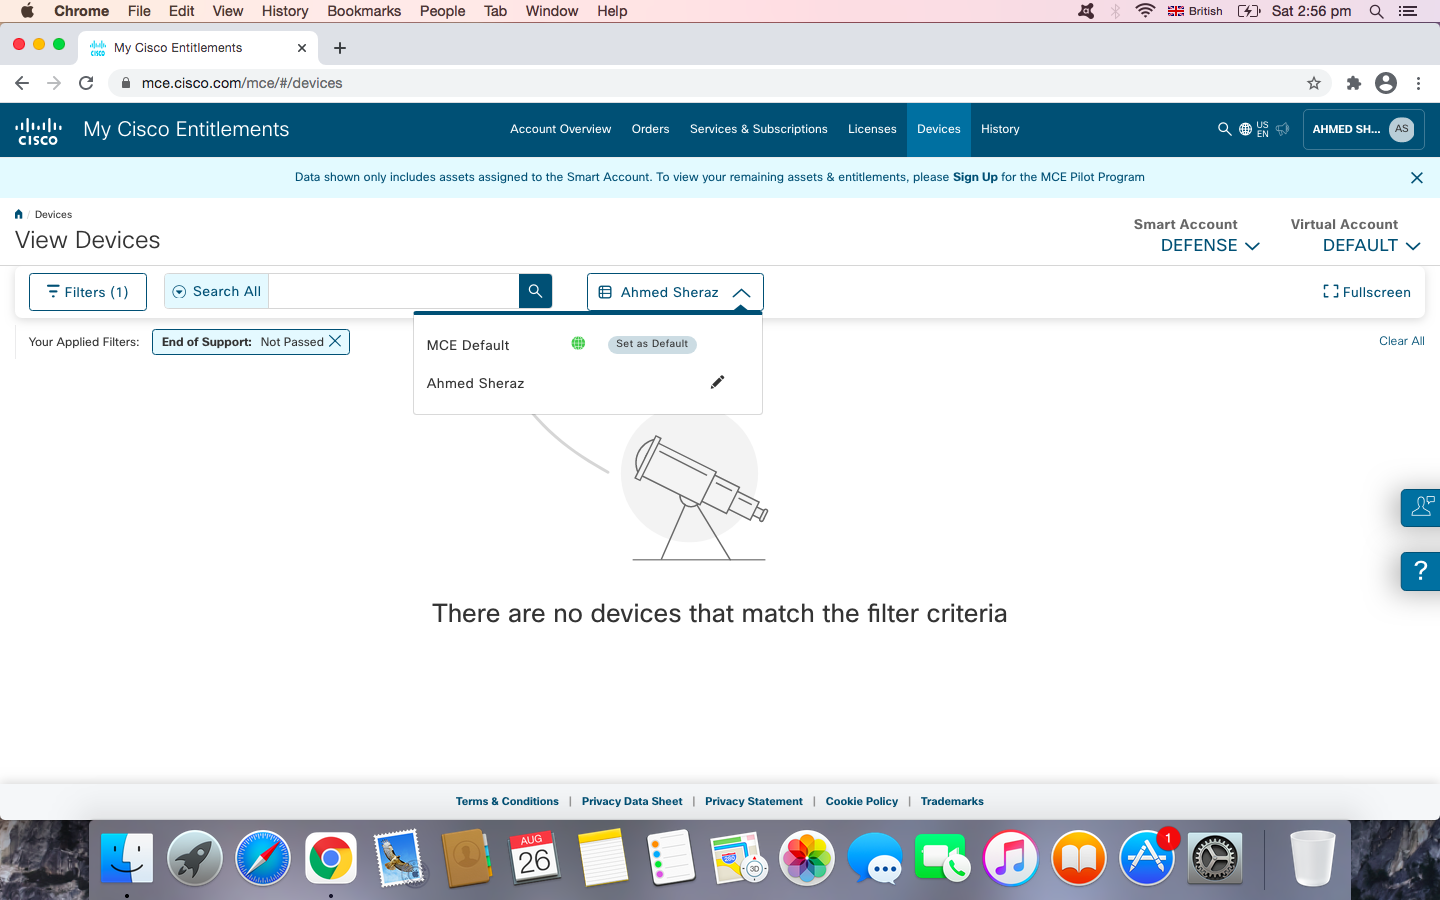 Chrome File Edit View History Bookmarks People Tab Window Help British Sat 2:56 pm
My Cisco Entitlements
mce.cisco.com/mce/#/devices
CISCO My Cisco Entitlements Account Overview Orders Services & Subscriptions Licenses Devices History US EN AHMED SH... AS
Data shown only includes assets assigned to the Smart Account. To view your remaining assets & entitlements, please Sign Up for the MCE Pilot Program
/ Devices
View Devices
Smart Account Virtual Account
DEFENSE DEFAULT
Filters (1) Search All Ahmed Sheraz Fullscreen
Your Applied Filters: End of Support: Not Passed Clear All
MCE Default Set as Default
Ahmed Sheraz
?
There are no devices that match the filter criteria
Terms & Conditions | Privacy Data Sheet | Privacy Statement | Cookie Policy | Trademarks
AUG
26
280
3D
1